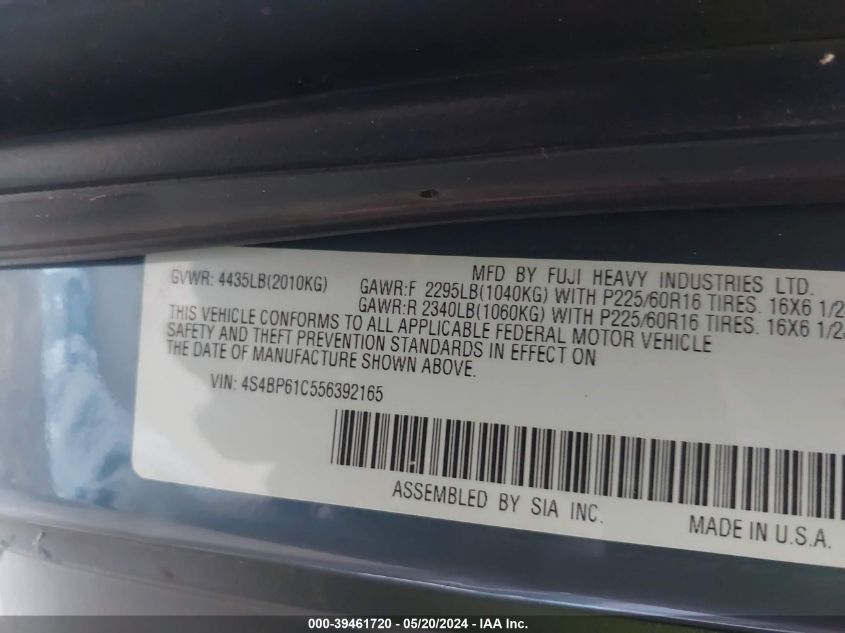 MFD BY FUJI HEAVY INDUSTRIES LTD.
GVWR: 4435LB(2010KG)
GAWR:F 2295LB(1040KG) WITH P225/60R16 TIRES. 16X6 1/2
GAWR:R 2340LB(1060KG) WITH P225/60R16 TIRES. 16X6 1/2
THIS VEHICLE CONFORMS TO ALL APPLICABLE FEDERAL MOTOR VEHICLE
SAFETY AND THEFT PREVENTION STANDARDS IN EFFECT ON
THE DATE OF MANUFACTURE SHOWN ABOVE.
VIN: 4S4BP61C556392165
ASSEMBLED BY SIA INC.
MADE IN U.S.A.
000-39461720 - 05/20/2024 - IAA Inc.